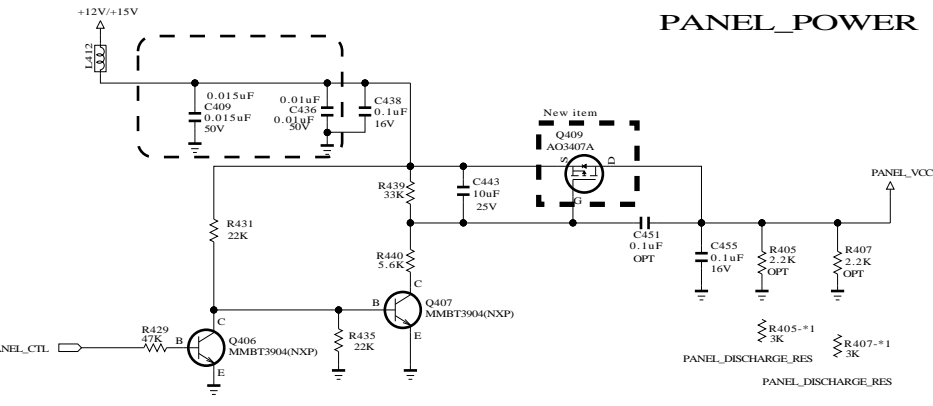 +12V/+15V
PANEL_POWER
L412
0.015uF
C409
0.015uF
50V
0.01uF
C436
0.01uF
50V
C438
0.1uF
16V
New item
Q409
AO3407A
S
D
G
PANEL_VCC
R439
33K
C443
10uF
25V
R431
22K
C451
0.1uF
OPT
C455
0.1uF
16V
R405
2.2K
OPT
R407
2.2K
OPT
R440
5.6K
C
B
Q407
MMBT3904(NXP)
E
R429
47K
C
B
Q406
MMBT3904(NXP)
E
R435
22K
R405-*1
3K
PANEL_DISCHARGE_RES
R407-*1
3K
PANEL_DISCHARGE_RES
ANEL_CTL